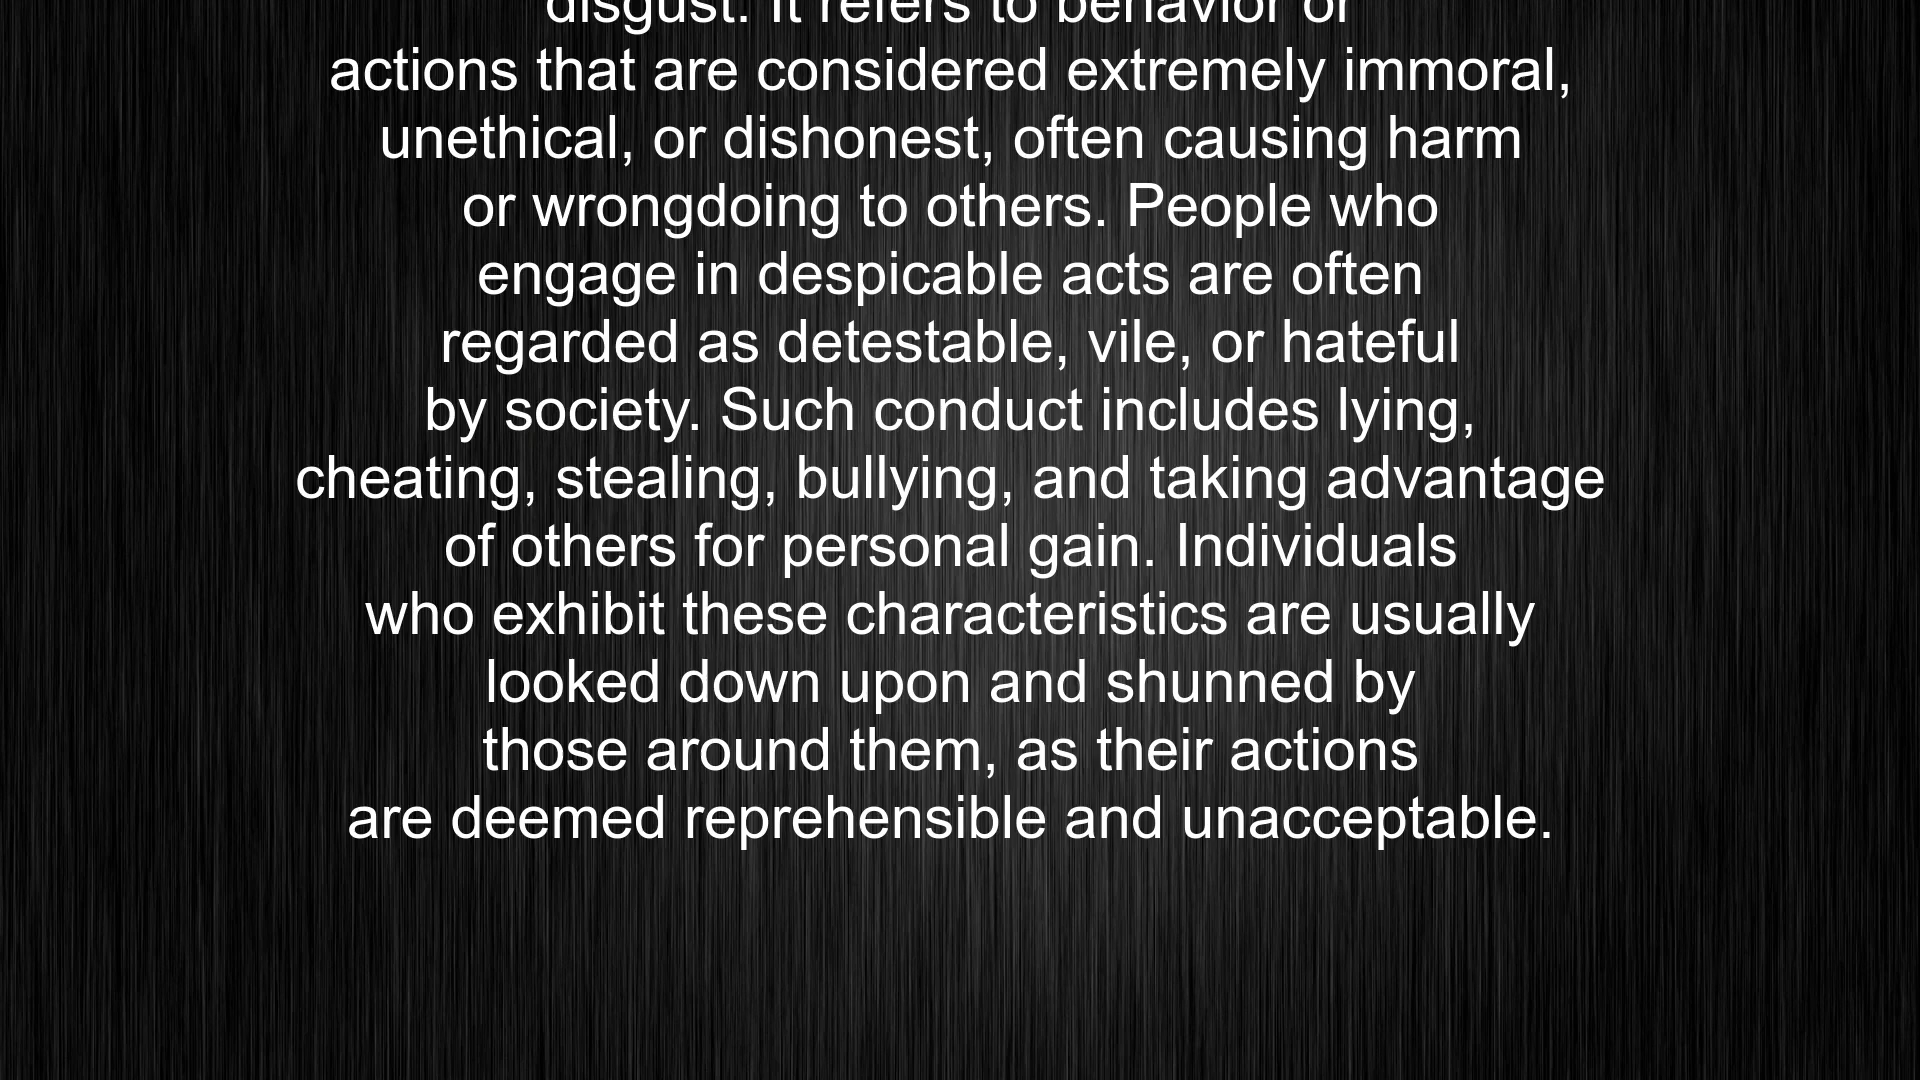 disgust. It refers to behavior or
actions that are considered extremely immoral,
unethical, or dishonest, often causing harm
or wrongdoing to others. People who
engage in despicable acts are often
regarded as detestable, vile, or hateful
by society. Such conduct includes lying,
cheating, stealing, bullying, and taking advantage
of others for personal gain. Individuals
who exhibit these characteristics are usually
looked down upon and shunned by
those around them, as their actions
are deemed reprehensible and unacceptable.